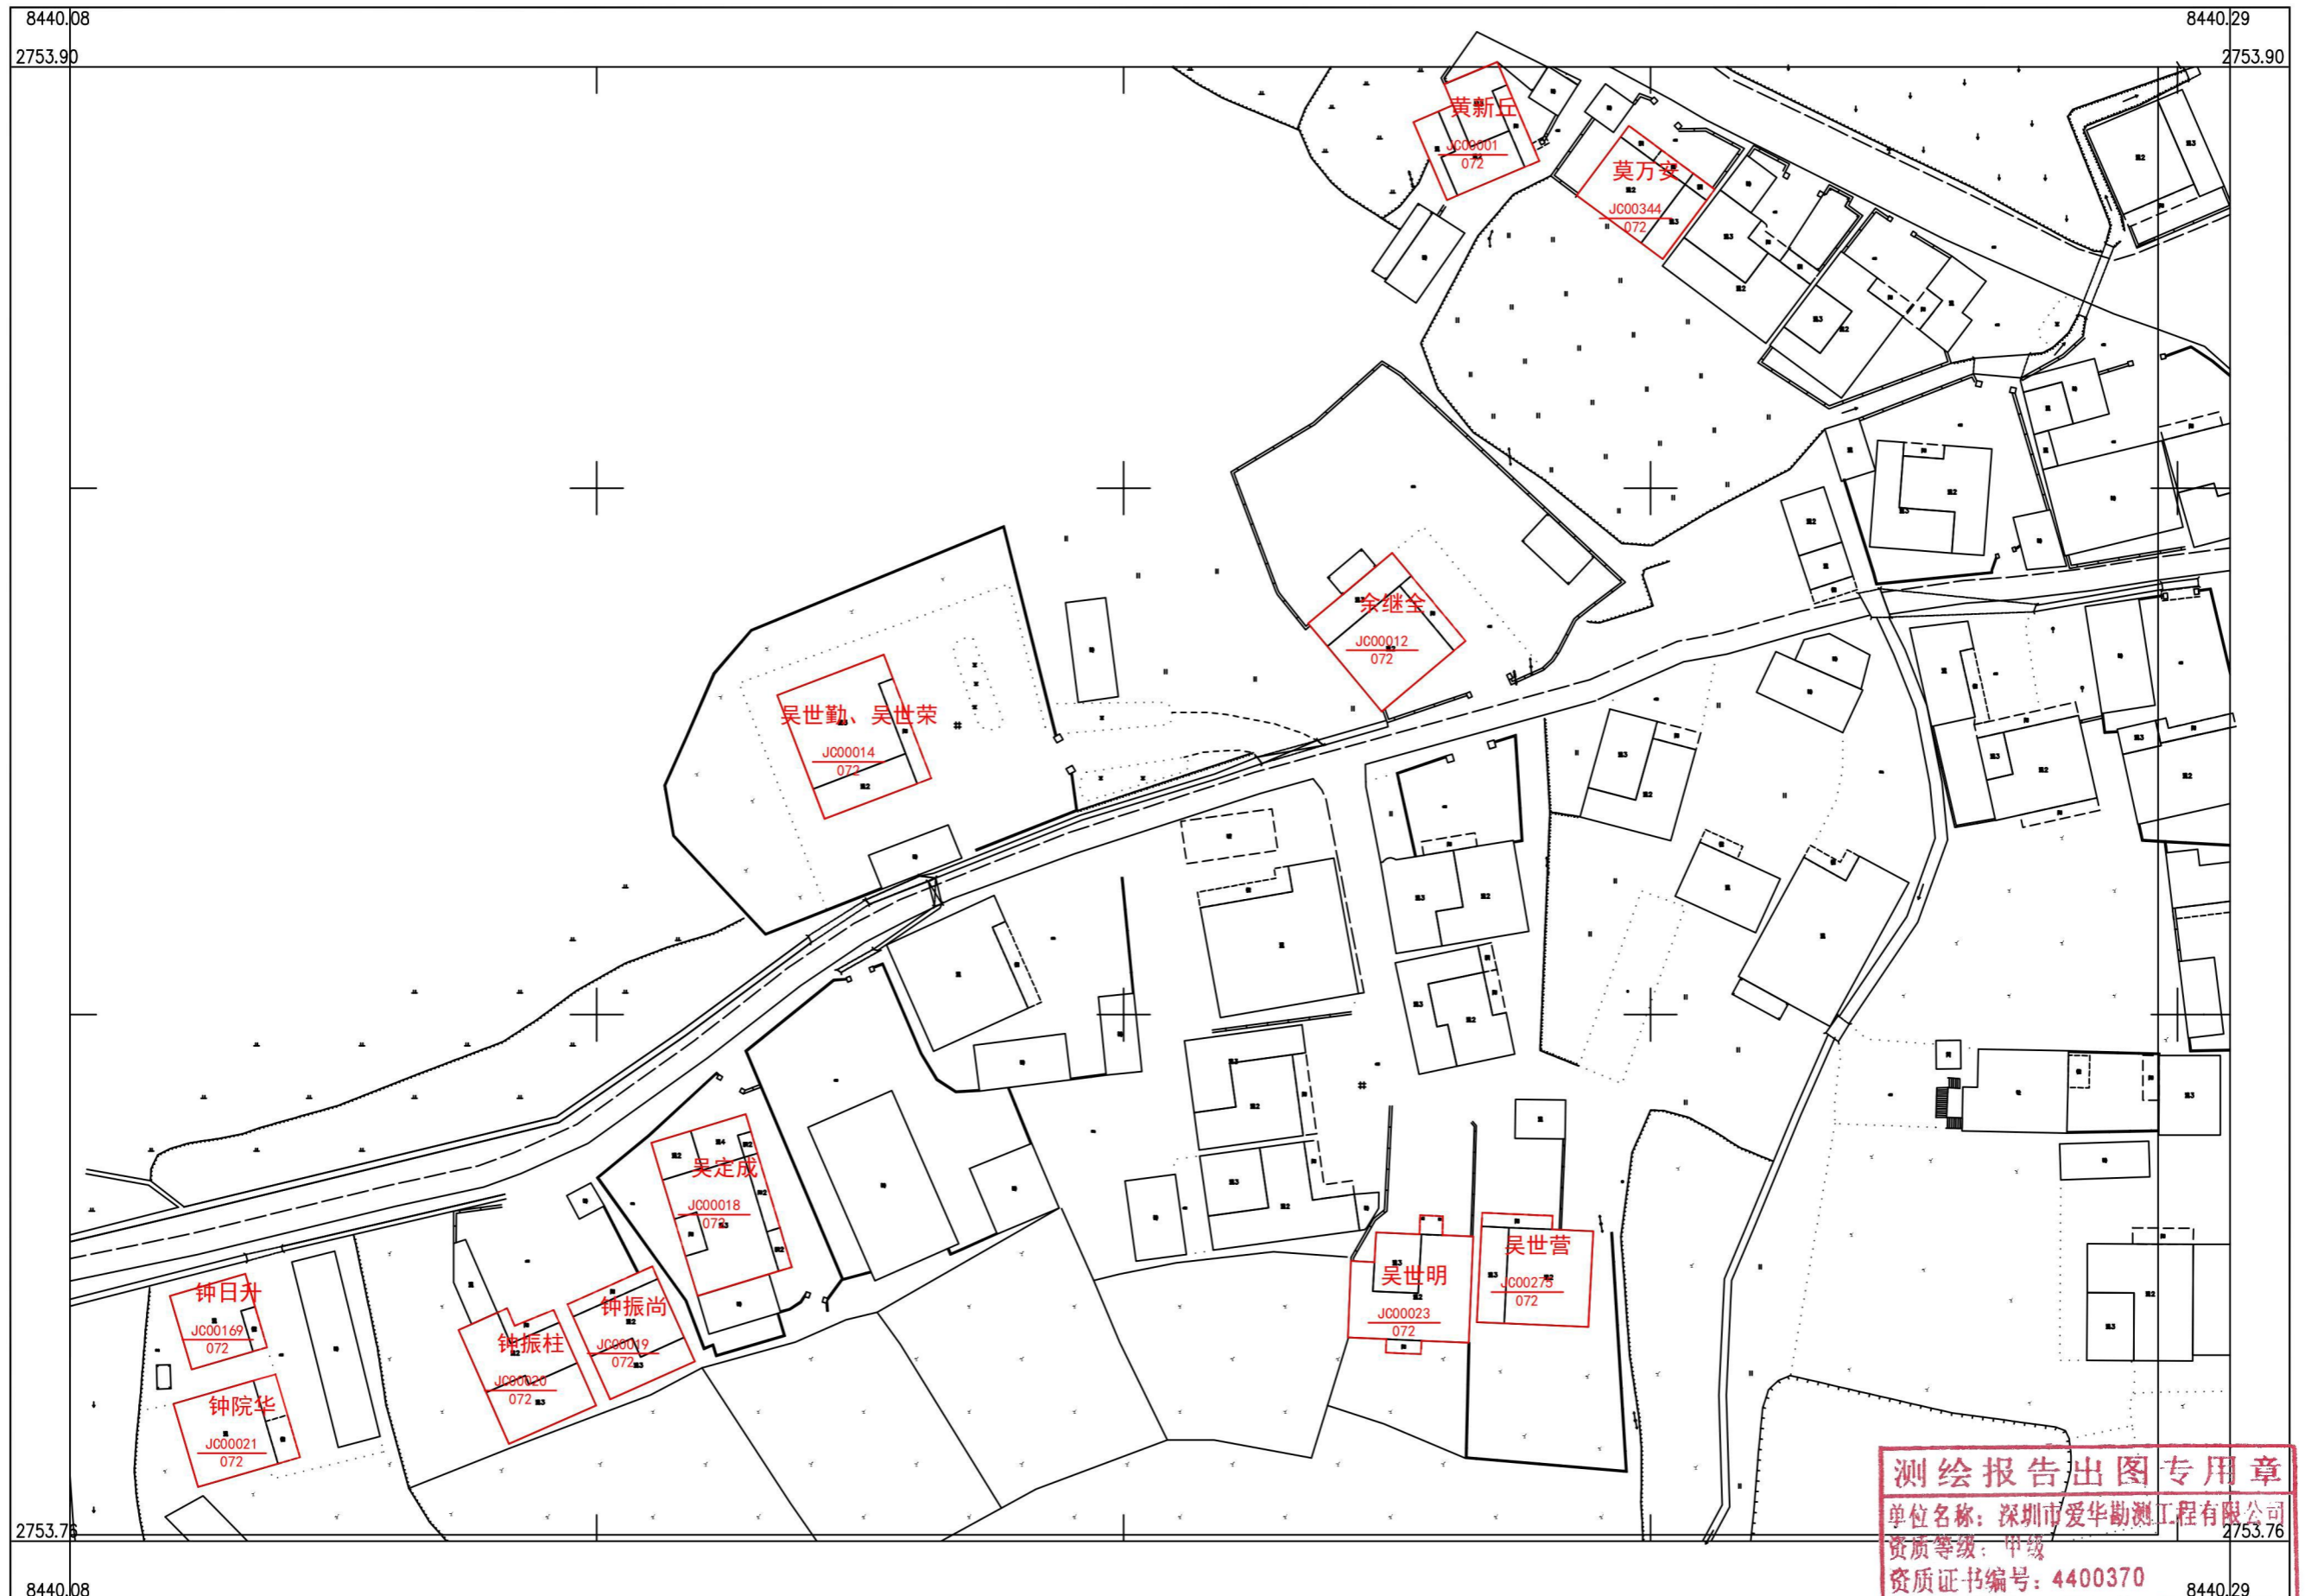 8440.08
8440.29
2753.90
2753.90
黄新丘
JC00001
072
莫万安
JC00344
072
余继全
JC00012
072
吴世勤、吴世荣
JC00014
072
吴定成
JC00018
072
吴世营
JC00275
072
吴世明
JC00023
072
钟日升
JC00169
072
钟振尚
JC00019
072
钟振柱
JC00020
072
钟院华
JC00021
072
测绘报告出图专用章
单位名称：深圳市爱华勘测工程有限公司
资质等级：甲级
资质证书编号：4400370
2753.76
2753.76
8440.08
8440.29